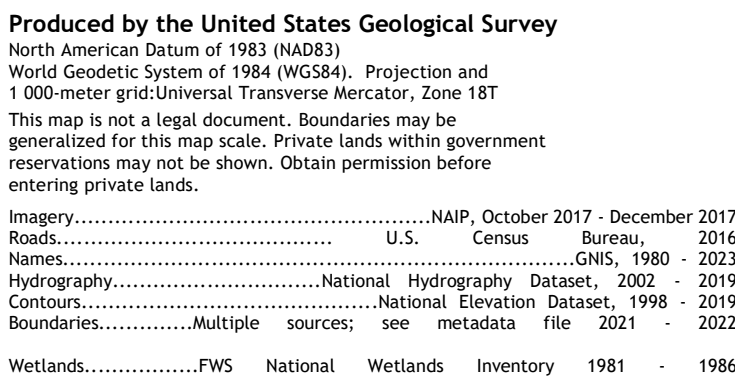 Produced by the United States Geological Survey
North American Datum of 1983 (NAD83)
World Geodetic System of 1984 (WGS84).  Projection and
1 000-meter grid:Universal Transverse Mercator, Zone 18T
This map is not a legal document. Boundaries may be
generalized for this map scale. Private lands within government
reservations may not be shown. Obtain permission before
entering private lands.
Imagery.....................................................NAIP, October 2017 - December 2017
Roads......................................... U.S. Census Bureau, 2016
Names............................................................................GNIS, 1980 - 2023
Hydrography...............................National Hydrography Dataset, 2002 - 2019
Contours............................................National Elevation Dataset, 1998 - 2019
Boundaries..............Multiple sources; see metadata file 2021 - 2022
Wetlands.................FWS National Wetlands Inventory 1981 - 1986